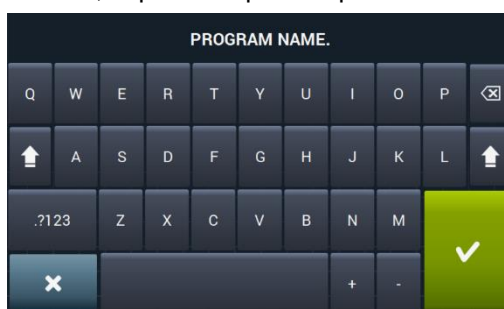 PROGRAM NAME.
Q W E R T Y U I O P
A S D F G H J K L
.?123 Z X C V B N M
+ -